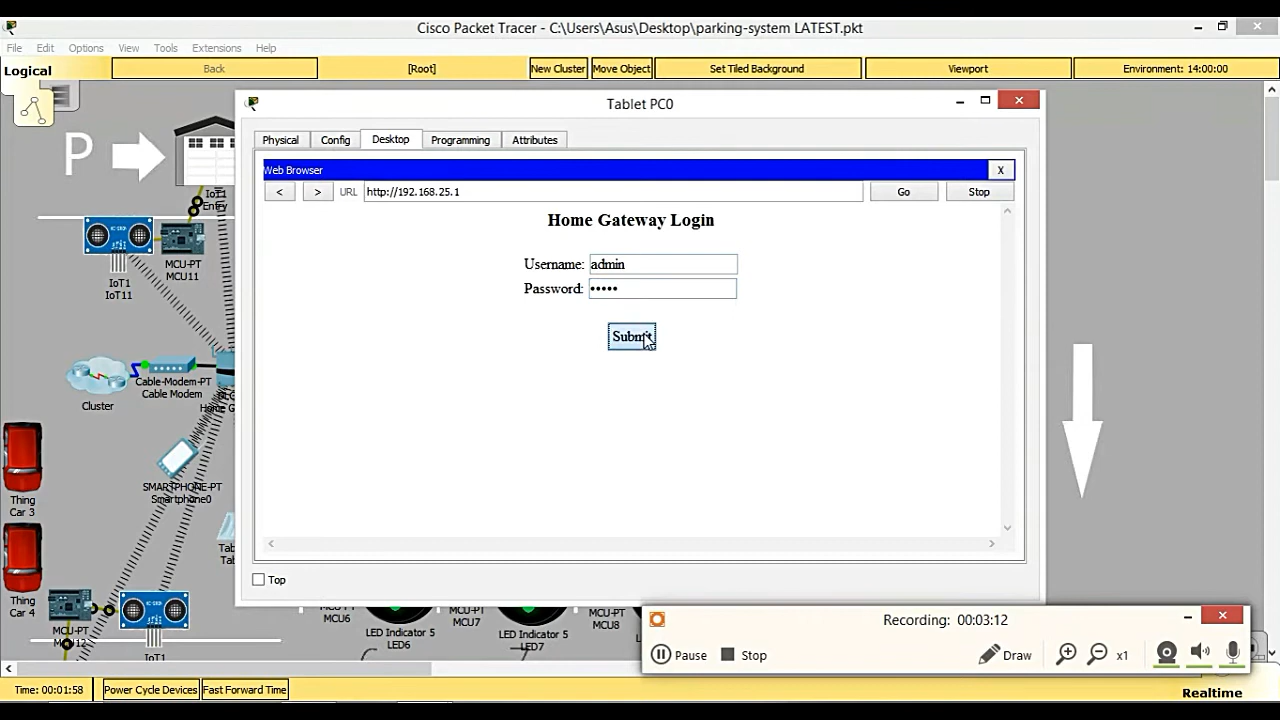 Cisco Packet Tracer - C:\Users\Asus\Desktop\parking-system LATEST.pkt
File Edit Options View Tools Extensions Help
Logical Back [Root] New Cluster Move Object Set Tiled Background Viewport Environment: 14:00:00
Tablet PC0
Physical Config Desktop Programming Attributes
Web Browser X
< > URL http://192.168.25.1 Go Stop
Home Gateway Login
Username: admin
Password: •••••
Submit
Top
P
IoT1
Entry
MCU-PT
MCU11
IoT1
IoT11
Cable-Modem-PT
Cable Modem
Cluster
Home
SMARTPHONE-PT
Smartphone0
Thing
Car 3
Thing
Car 4
MCU-PT
IoT1
MCU6
LED Indicator 5
LED6
MCU-PT
MCU7
LED Indicator 5
LED7
MCU-PT
MCU8
Recording: 00:03:12
Pause Stop Draw x1
Time: 00:01:58 Power Cycle Devices Fast Forward Time Realtime